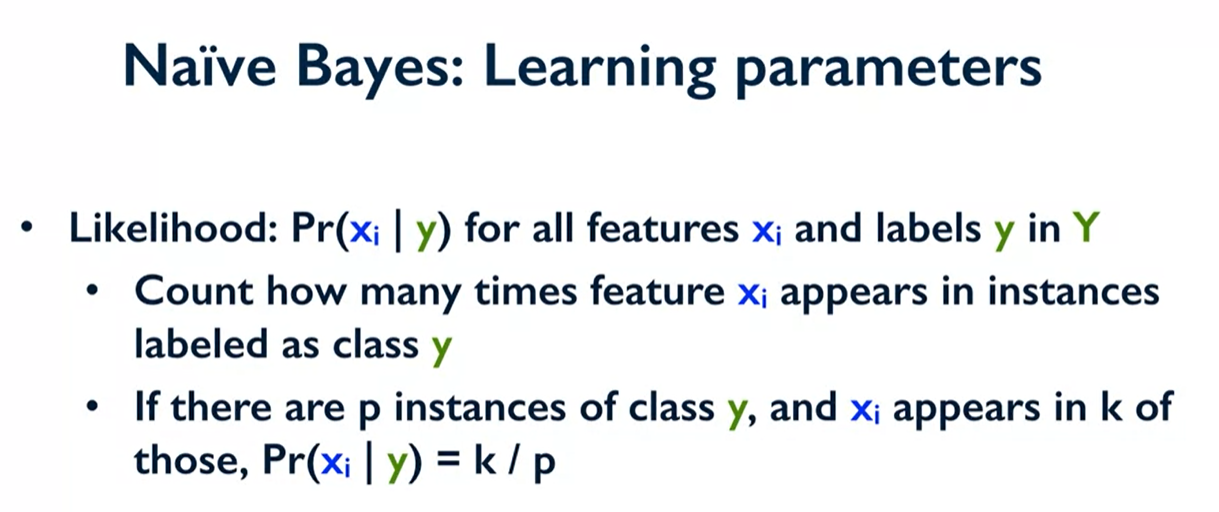 Naïve Bayes: Learning parameters
• Likelihood: Pr(xi | y) for all features xi and labels y in Y
• Count how many times feature xi appears in instances
labeled as class y
• If there are p instances of class y, and xi appears in k of
those, Pr(xi | y) = k / p